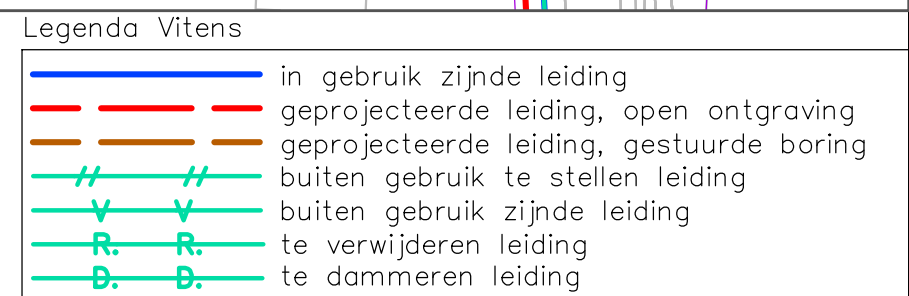 Legenda Vitens
in gebruik zijnde leiding
geprojecteerde leiding, open ontgraving
geprojecteerde leiding, gestuurde boring
// // buiten gebruik te stellen leiding
V V buiten gebruik zijnde leiding
R. R. te verwijderen leiding
D. D. te dammeren leiding